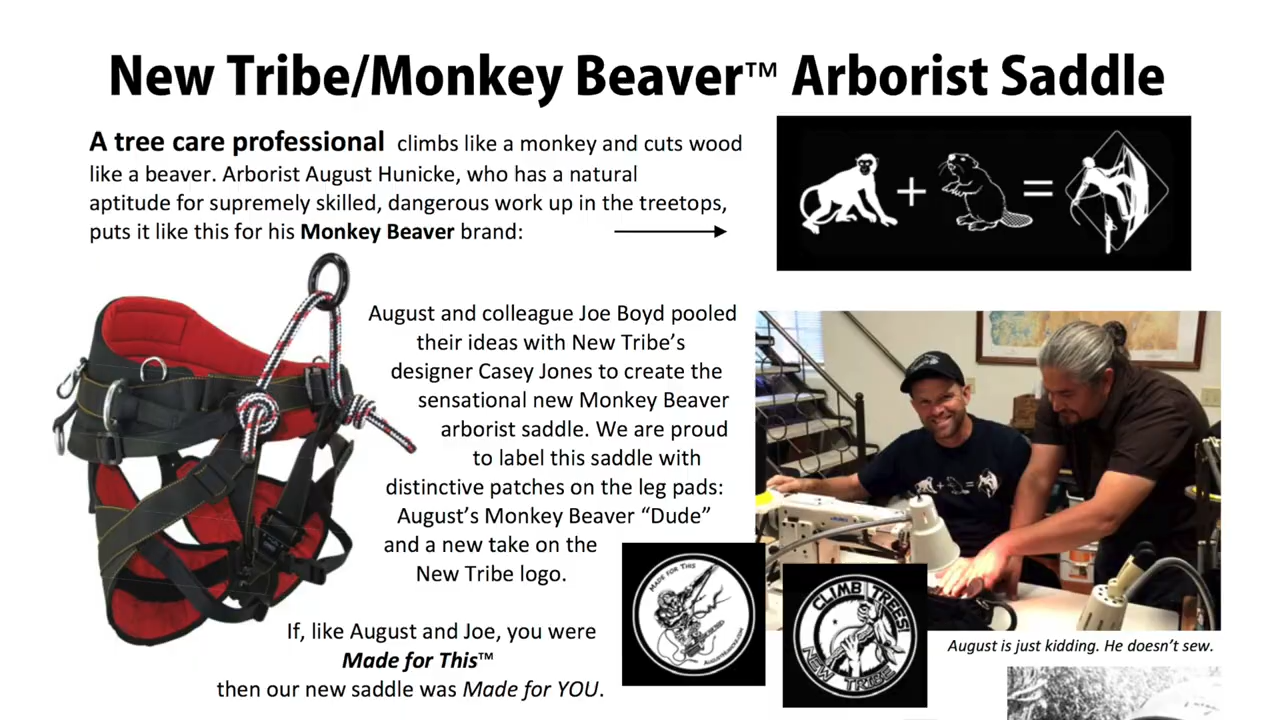 New Tribe/Monkey Beaver™ Arborist Saddle
A tree care professional climbs like a monkey and cuts wood
like a beaver. Arborist August Hunicke, who has a natural
aptitude for supremely skilled, dangerous work up in the treetops,
puts it like this for his Monkey Beaver brand:
+ =
August and colleague Joe Boyd pooled
their ideas with New Tribe’s
designer Casey Jones to create the
sensational new Monkey Beaver
arborist saddle. We are proud
to label this saddle with
distinctive patches on the leg pads:
August’s Monkey Beaver “Dude”
and a new take on the
New Tribe logo.
If, like August and Joe, you were
Made for This™
then our new saddle was Made for YOU.
MADE FOR THIS
AUGUSTHUNICKE.COM
CLIMB TREES!
NEW TRIBE
August is just kidding. He doesn’t sew.